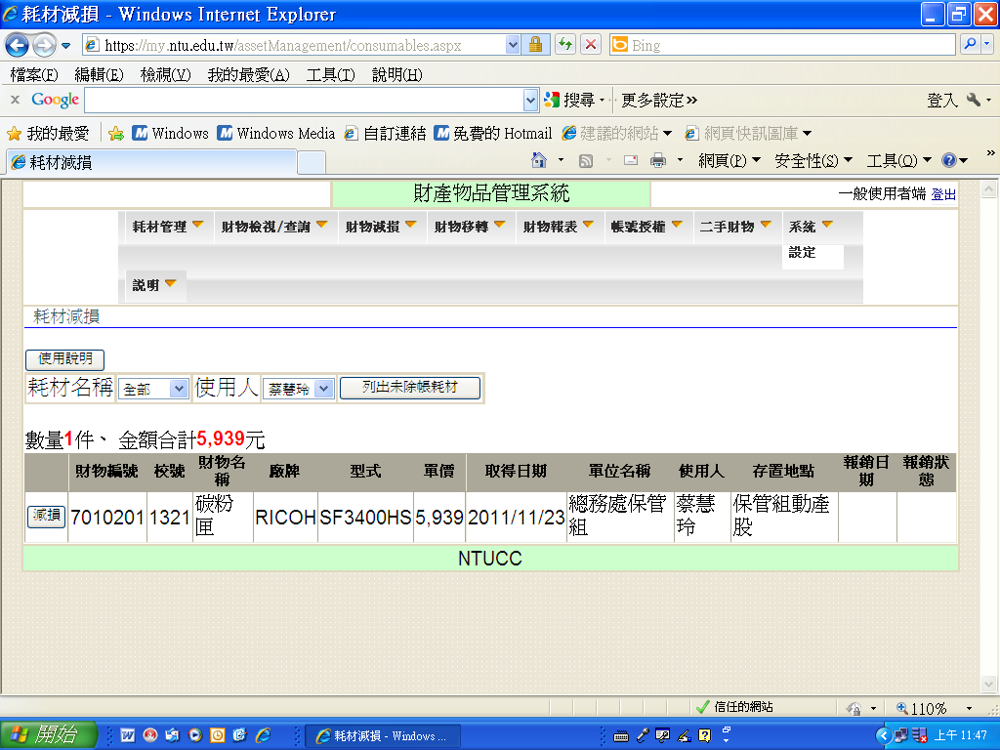 耗材減損 - Windows Internet Explorer
https://my.ntu.edu.tw/assetManagement/consumables.aspx
Bing
檔案(F) 編輯(E) 檢視(V) 我的最愛(A) 工具(T) 說明(H)
x Google 搜尋 更多設定 » 登入
我的最愛 Windows Windows Media 自訂連結 免費的 Hotmail 建議的網站 網頁快訊圖庫
耗材減損 網頁(P) 安全性(S) 工具(O) »
財產物品管理系統 一般使用者端 登出
耗材管理 財物檢視/查詢 財物減損 財物移轉 財物報表 帳號授權 二手財物 系統
設定
說明
耗材減損
使用說明
耗材名稱 全部 使用人 蔡慧玲 列出未除帳耗材
數量1件、 金額合計5,939元
財物編號 校號 財物名稱 廠牌 型式 單價 取得日期 單位名稱 使用人 存置地點 報銷日期 報銷狀態
減損 7010201 1321 碳粉匣 RICOH SF3400HS 5,939 2011/11/23 總務處保管組 蔡慧玲 保管組動產股
NTUCC
信任的網站 110%
開始 耗材減損 - Windows ... 上午 11:47